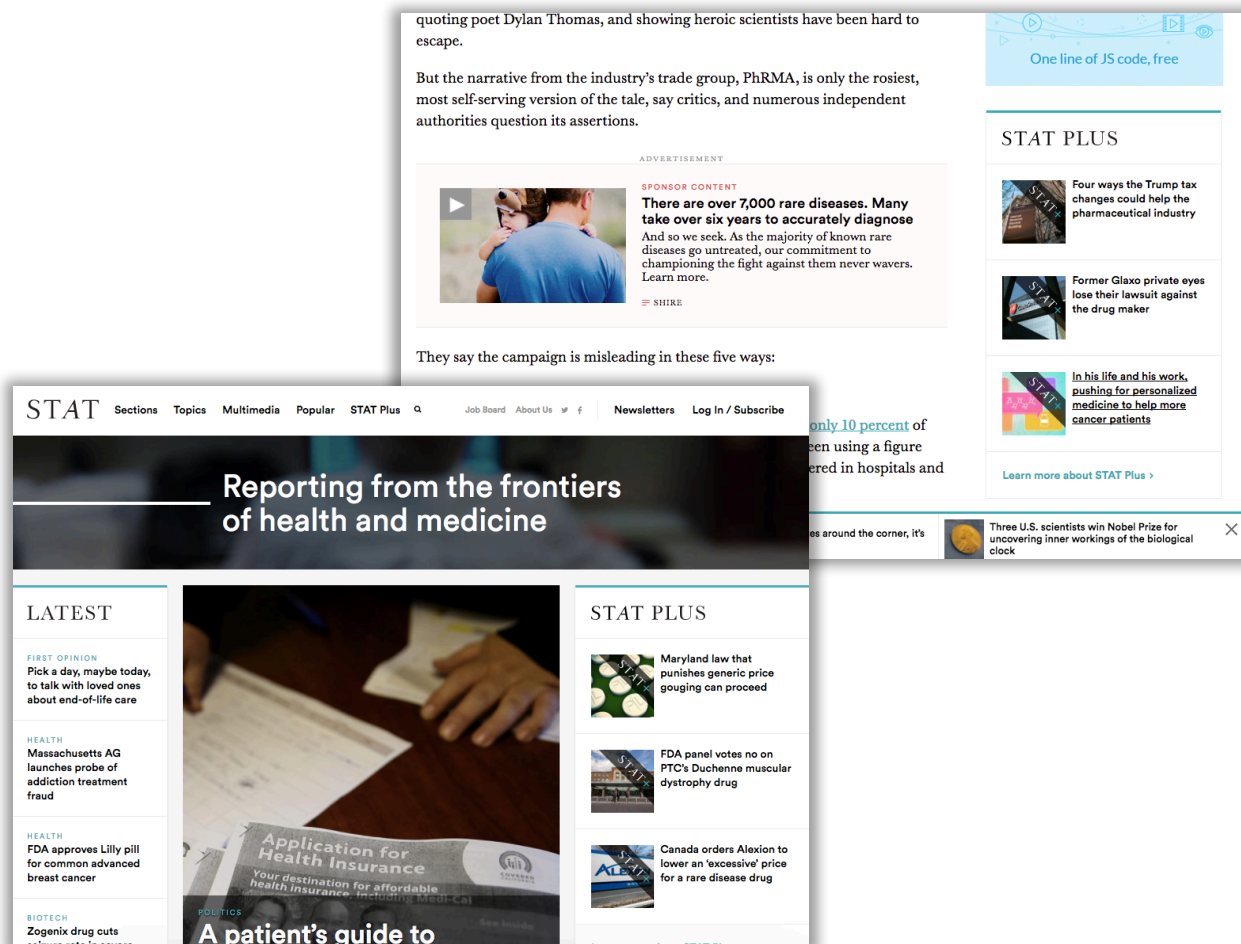 quoting poet Dylan Thomas, and showing heroic scientists have been hard to
escape.
But the narrative from the industry's trade group, PhRMA, is only the rosiest,
most self-serving version of the tale, say critics, and numerous independent
authorities question its assertions.
ADVERTISEMENT
SPONSOR CONTENT
There are over 7,000 rare diseases. Many
take over six years to accurately diagnose
And so we seek. As the majority of known rare
diseases go untreated, our commitment to
championing the fight against them never wavers.
Learn more.
SHIRE
They say the campaign is misleading in these five ways:
only 10 percent of
een using a figure
ered in hospitals and
One line of JS code, free
STAT PLUS
STAT
Four ways the Trump tax
changes could help the
pharmaceutical industry
STAT
Former Glaxo private eyes
lose their lawsuit against
the drug maker
STAT
In his life and his work,
pushing for personalized
medicine to help more
cancer patients
Learn more about STAT Plus >
es around the corner, it's
Three U.S. scientists win Nobel Prize for
uncovering inner workings of the biological
clock
STAT Sections Topics Multimedia Popular STAT Plus Job Board About Us Newsletters Log In / Subscribe
Reporting from the frontiers
of health and medicine
LATEST
FIRST OPINION
Pick a day, maybe today,
to talk with loved ones
about end-of-life care
HEALTH
Massachusetts AG
launches probe of
addiction treatment
fraud
HEALTH
FDA approves Lilly pill
for common advanced
breast cancer
BIOTECH
Zogenix drug cuts
Application for
Health Insurance
Your destination for affordable
health insurance, including Medi-Cal
COVERED
CALIFORNIA
See Inside
POLITICS
A patient's guide to
STAT PLUS
STAT
Maryland law that
punishes generic price
gouging can proceed
STAT
FDA panel votes no on
PTC's Duchenne muscular
dystrophy drug
STAT
ALE
Canada orders Alexion to
lower an 'excessive' price
for a rare disease drug